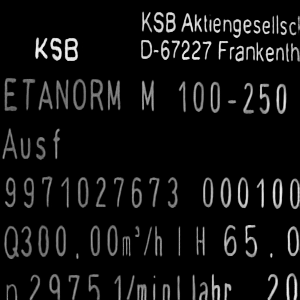 KSB Aktiengesellsc
KSB D-67227 Frankenth
ETANORM M 100-250
Ausf
9971027673 000100
Q300.00m³/h | H 65.0
n 2975 1/min | Jahr 20